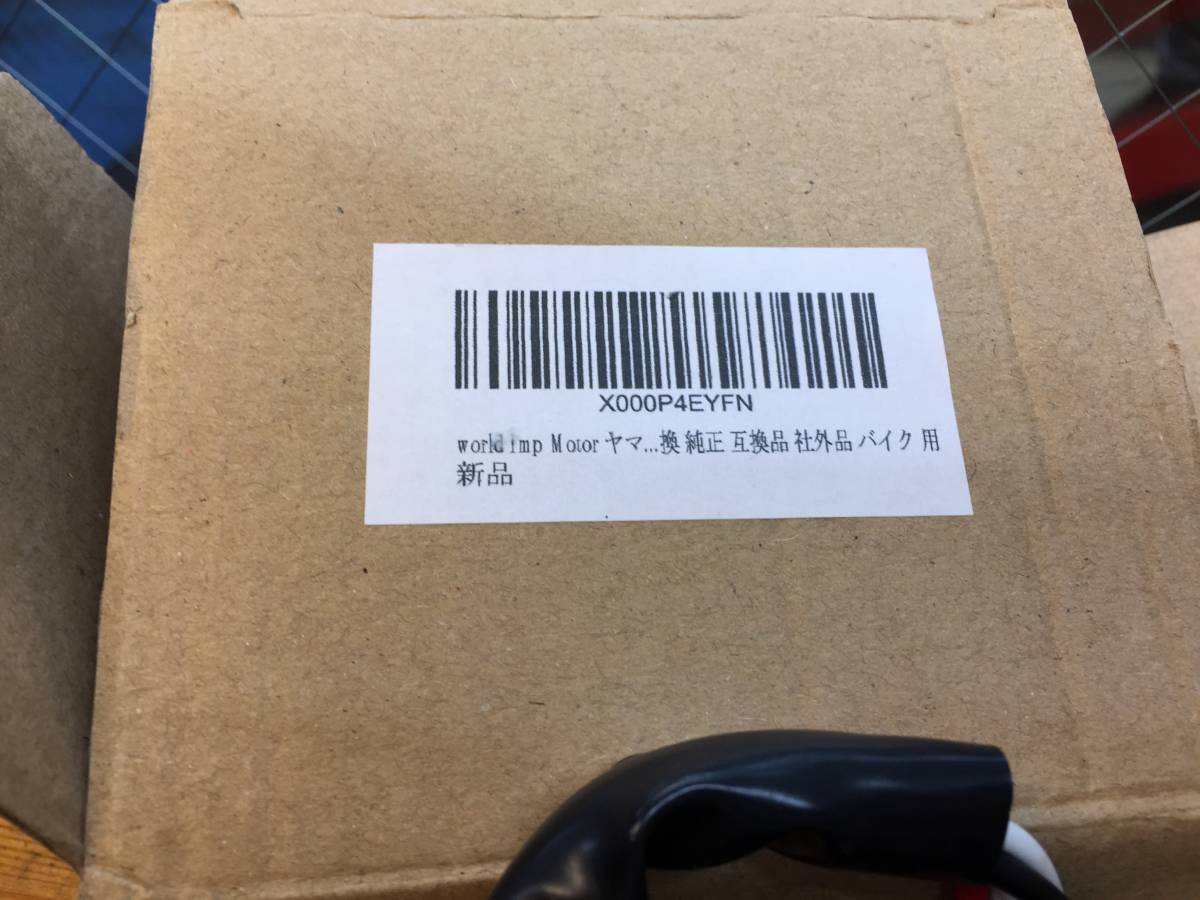 X000P4EYFN
world imp Motor ヤマ...換 純正 互換品 社外品 バイク 用
新品